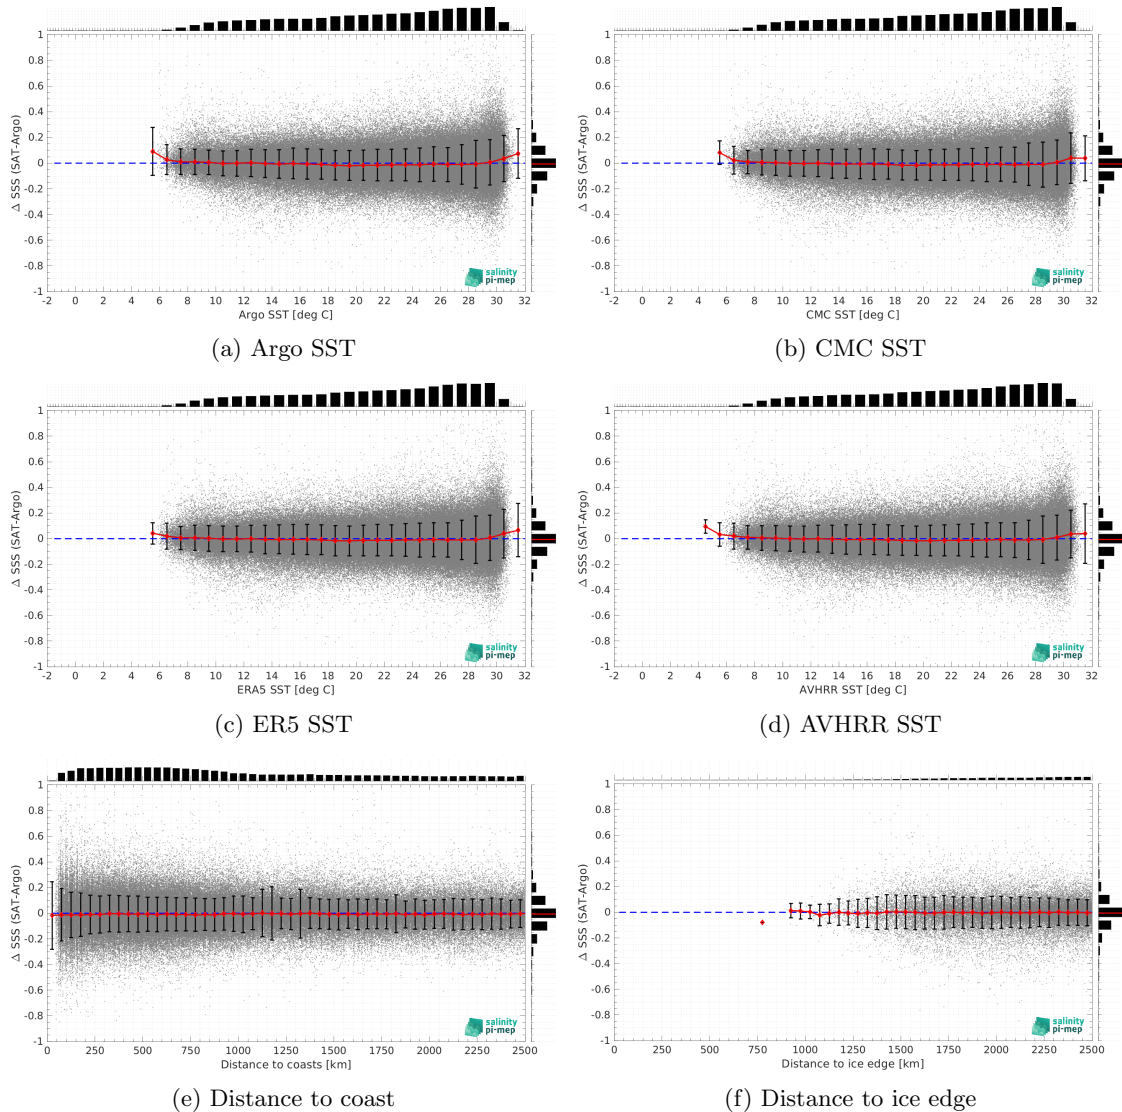 1
0.8
0.6
0.4
0.2
0
-0.2
-0.4
-0.6
-0.8
-1
Δ SSS (SAT-Argo)
salinity
pi-mep
-2 0 2 4 6 8 10 12 14 16 18 20 22 24 26 28 30 32
Argo SST [deg C]
(a) Argo SST
1
0.8
0.6
0.4
0.2
0
-0.2
-0.4
-0.6
-0.8
-1
Δ SSS (SAT-Argo)
salinity
pi-mep
-2 0 2 4 6 8 10 12 14 16 18 20 22 24 26 28 30 32
CMC SST [deg C]
(b) CMC SST
1
0.8
0.6
0.4
0.2
0
-0.2
-0.4
-0.6
-0.8
-1
Δ SSS (SAT-Argo)
salinity
pi-mep
-2 0 2 4 6 8 10 12 14 16 18 20 22 24 26 28 30 32
ERA5 SST [deg C]
(c) ER5 SST
1
0.8
0.6
0.4
0.2
0
-0.2
-0.4
-0.6
-0.8
-1
Δ SSS (SAT-Argo)
salinity
pi-mep
-2 0 2 4 6 8 10 12 14 16 18 20 22 24 26 28 30 32
AVHRR SST [deg C]
(d) AVHRR SST
1
0.8
0.6
0.4
0.2
0
-0.2
-0.4
-0.6
-0.8
-1
Δ SSS (SAT-Argo)
salinity
pi-mep
0 250 500 750 1000 1250 1500 1750 2000 2250 2500
Distance to coasts [km]
(e) Distance to coast
1
0.8
0.6
0.4
0.2
0
-0.2
-0.4
-0.6
-0.8
-1
Δ SSS (SAT-Argo)
salinity
pi-mep
0 250 500 750 1000 1250 1500 1750 2000 2250 2500
Distance to ice edge [km]
(f) Distance to ice edge